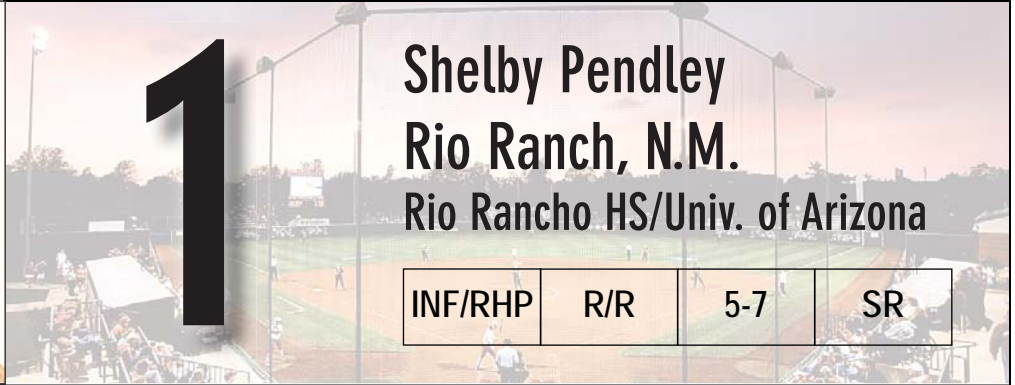 1
Shelby Pendley
Rio Ranch, N.M.
Rio Rancho HS/Univ. of Arizona
INF/RHP R/R 5-7 SR